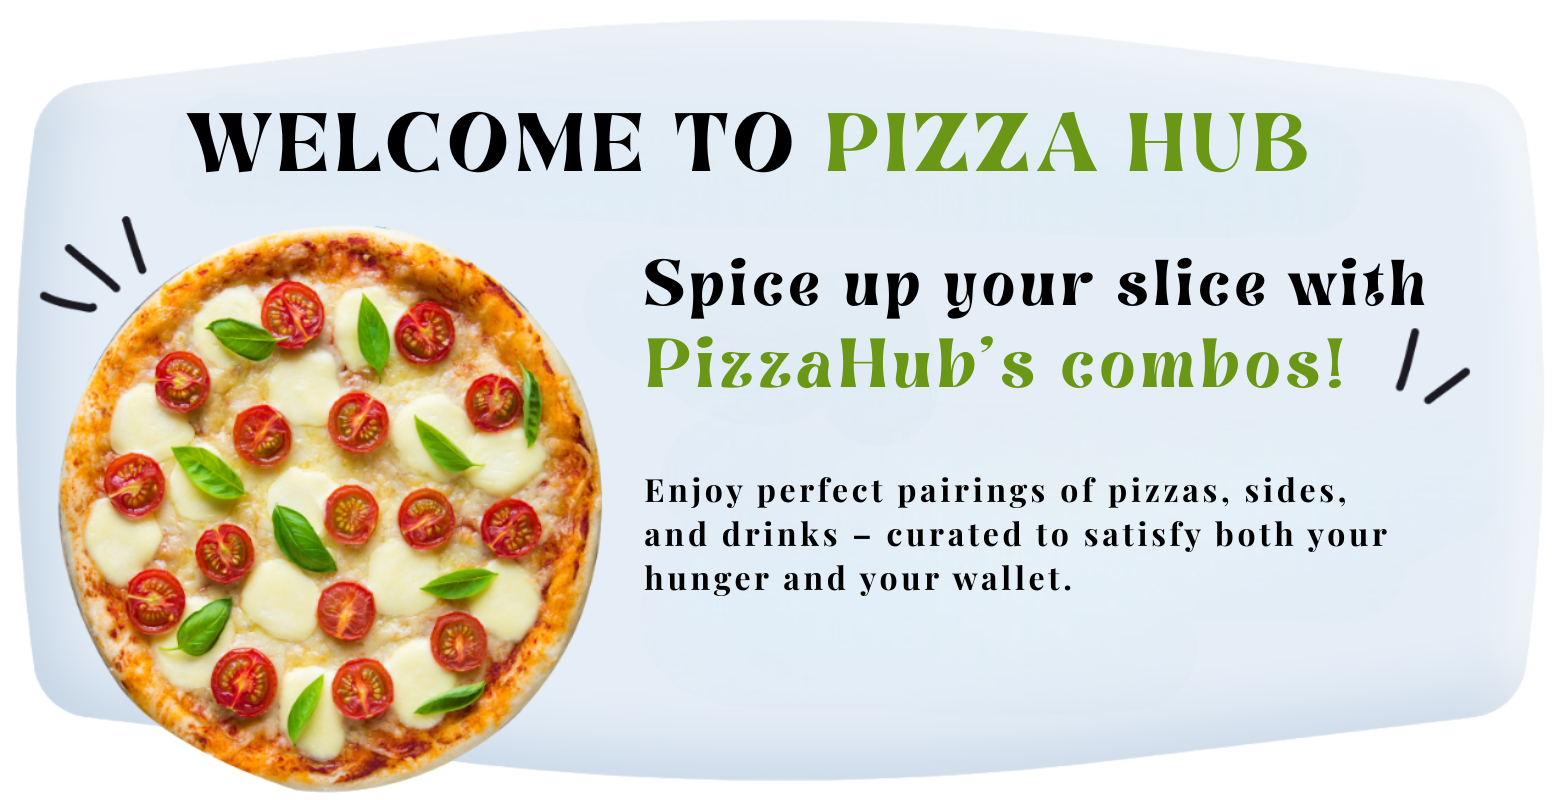 WELCOME TO PIZZA HUB
Spice up your slice with
PizzaHub's combos!
Enjoy perfect pairings of pizzas, sides,
and drinks – curated to satisfy both your
hunger and your wallet.